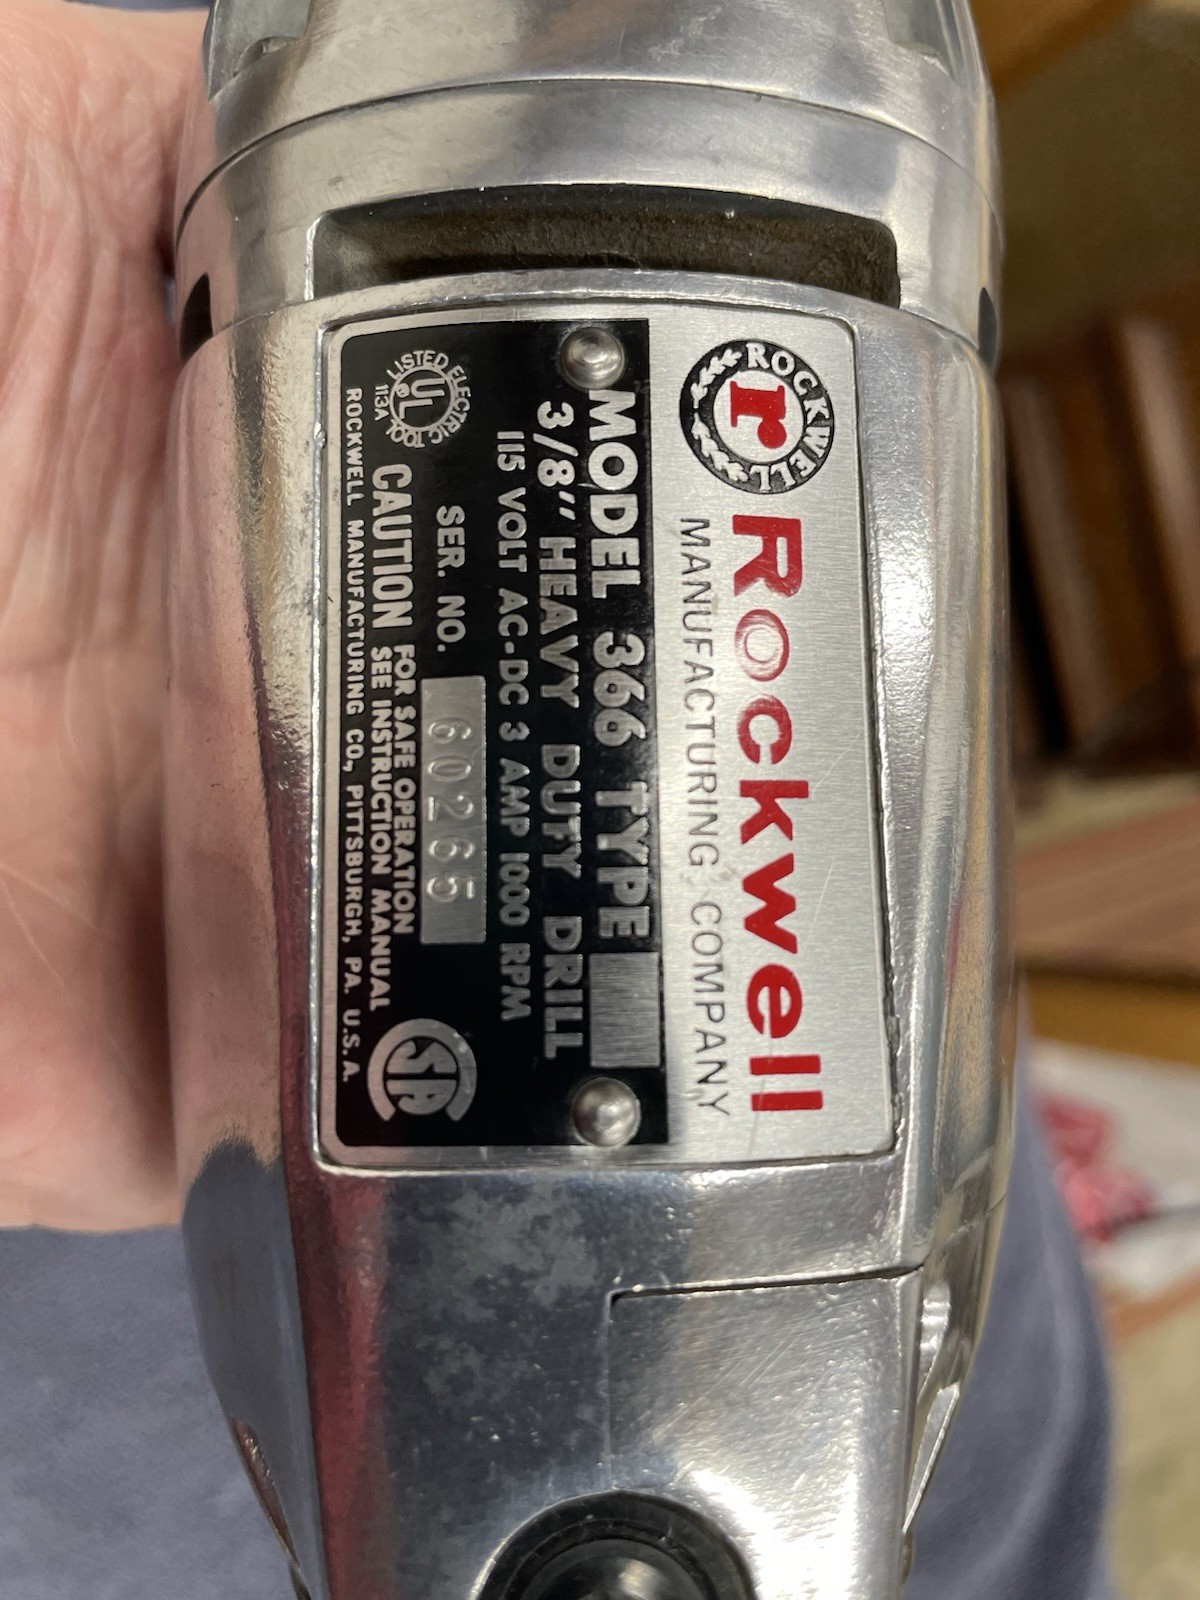 ROCKWELL
r
Rockwell
MANUFACTURING COMPANY
MODEL 366 TYPE
3/8" HEAVY DUTY DRILL
115 VOLT AC-DC 3 AMP 1000 RPM
SER. NO. 60265
LISTED ELECTRIC TOOL
UL
113A
CAUTION FOR SAFE OPERATION
SEE INSTRUCTION MANUAL
SA
ROCKWELL MANUFACTURING CO., PITTSBURGH, PA. U.S.A.